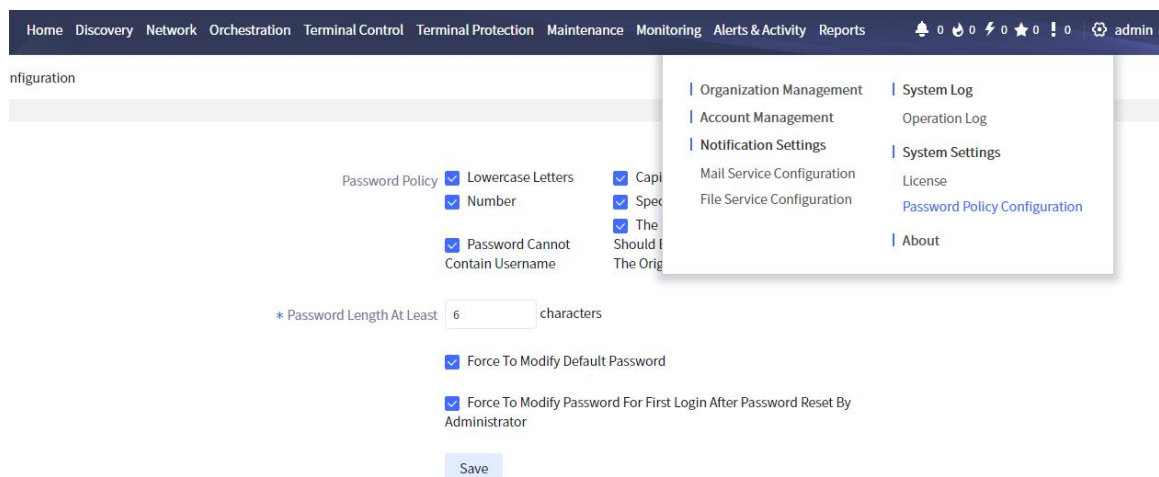 Home Discovery Network Orchestration Terminal Control Terminal Protection Maintenance Monitoring Alerts & Activity Reports 0 0 0 0 0 admin
nfiguration
Organization Management
Account Management
Notification Settings
Mail Service Configuration
File Service Configuration
System Log
Operation Log
System Settings
License
Password Policy Configuration
About
Password Policy
Lowercase Letters
Capi
Number
Spec
Password Cannot
Contain Username
The
Should
The Orig
* Password Length At Least 6 characters
Force To Modify Default Password
Force To Modify Password For First Login After Password Reset By
Administrator
Save